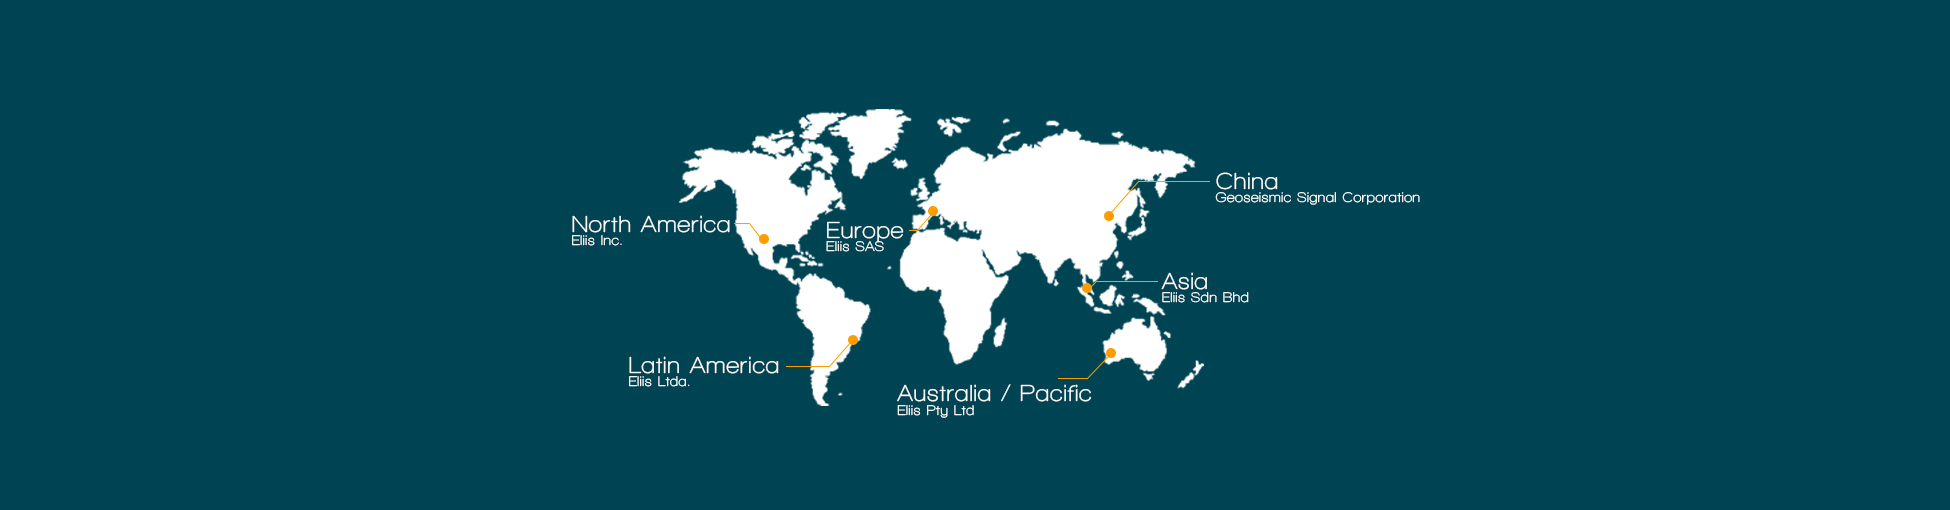 China
Geoseismic Signal Corporation
North America
Eliis Inc.
Europe
Eliis SAS
Asia
Eliis Sdn Bhd
Latin America
Eliis Ltda.
Australia / Pacific
Eliis Pty Ltd